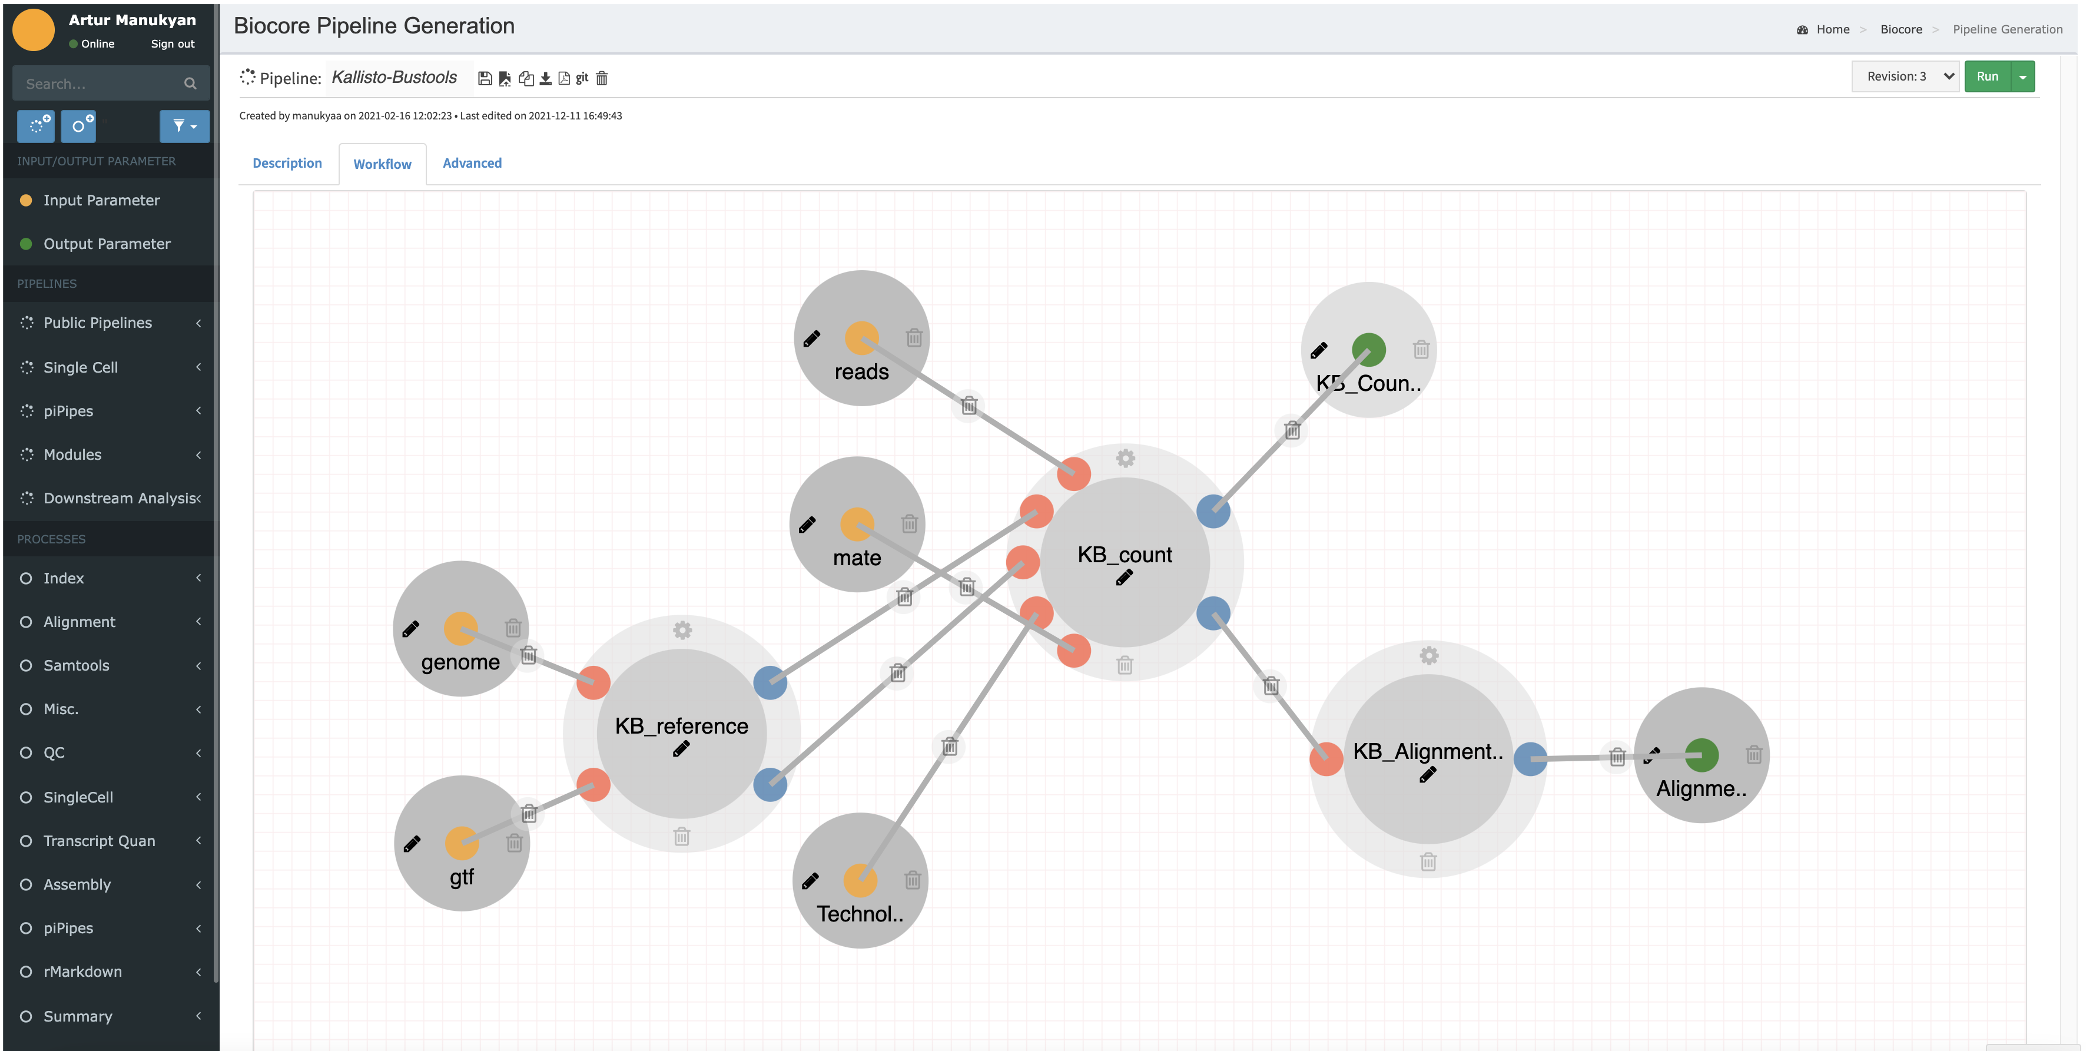 Artur Manukyan
Online Sign out
Search...
INPUT/OUTPUT PARAMETER
Input Parameter
Output Parameter
PIPELINES
Public Pipelines
Single Cell
piPipes
Modules
Downstream Analysis
PROCESSES
Index
Alignment
Samtools
Misc.
QC
SingleCell
Transcript Quan
Assembly
piPipes
rMarkdown
Summary
Biocore Pipeline Generation
Home > Biocore > Pipeline Generation
Pipeline: Kallisto-Bustools git
Revision: 3 Run
Created by manukyaa on 2021-02-16 12:02:23 • Last edited on 2021-12-11 16:49:43
Description Workflow Advanced
reads
KB_Coun..
mate
KB_count
genome
KB_reference
KB_Alignment..
Alignme..
gtf
Technol..